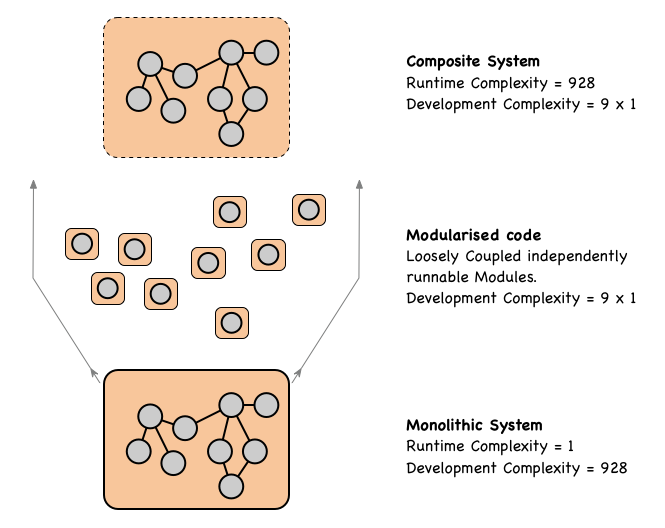 Composite System
Runtime Complexity = 928
Development Complexity = 9 x 1
Modularised code
Loosely Coupled independently
runnable Modules.
Development Complexity = 9 x 1
Monolithic System
Runtime Complexity = 1
Development Complexity = 928